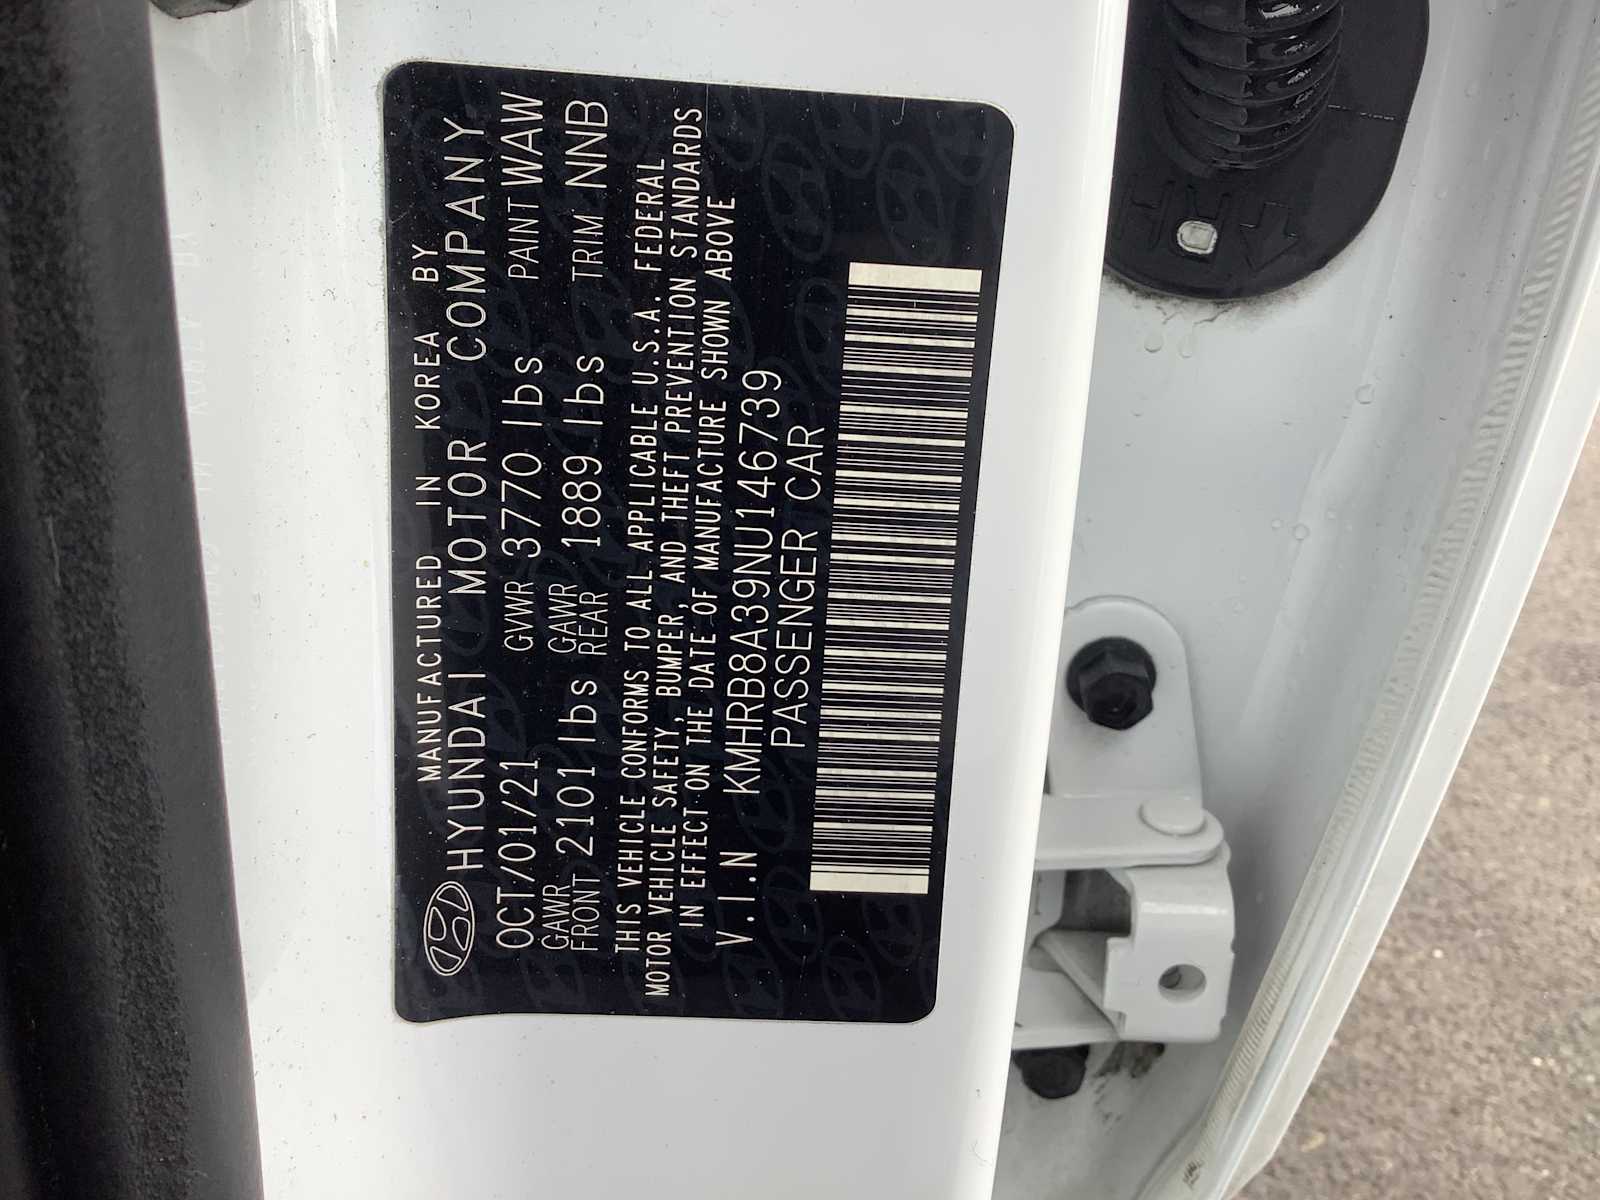 MANUFACTURED IN KOREA BY
HYUNDAI MOTOR COMPANY
OCT/01/21 GVWR 3770 lbs PAINT WAW
GAWR FRONT 2101 lbs GAWR REAR 1889 lbs TRIM NNB
THIS VEHICLE CONFORMS TO ALL APPLICABLE U.S.A. FEDERAL
MOTOR VEHICLE SAFETY, BUMPER, AND THEFT PREVENTION STANDARDS
IN EFFECT ON THE DATE OF MANUFACTURE SHOWN ABOVE
V.I.N KMHRB8A39NU146739
PASSENGER CAR